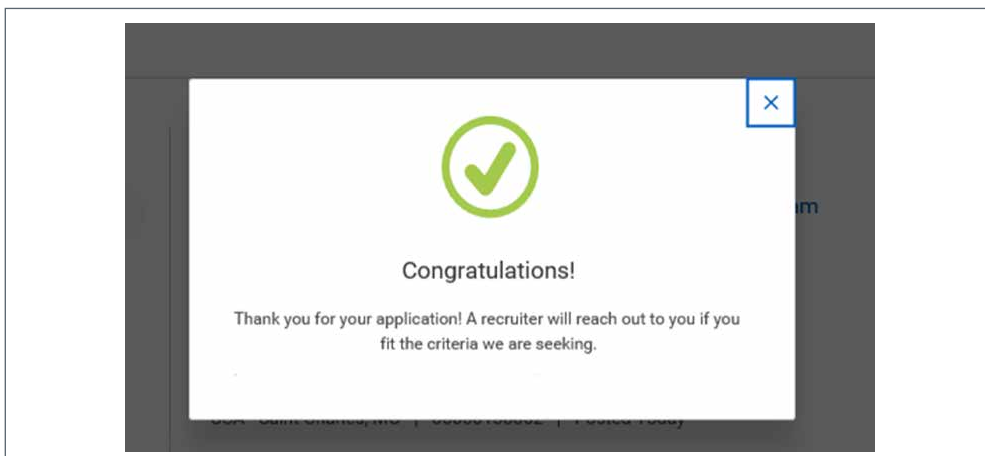 am
Congratulations!
Thank you for your application! A recruiter will reach out to you if you
fit the criteria we are seeking.